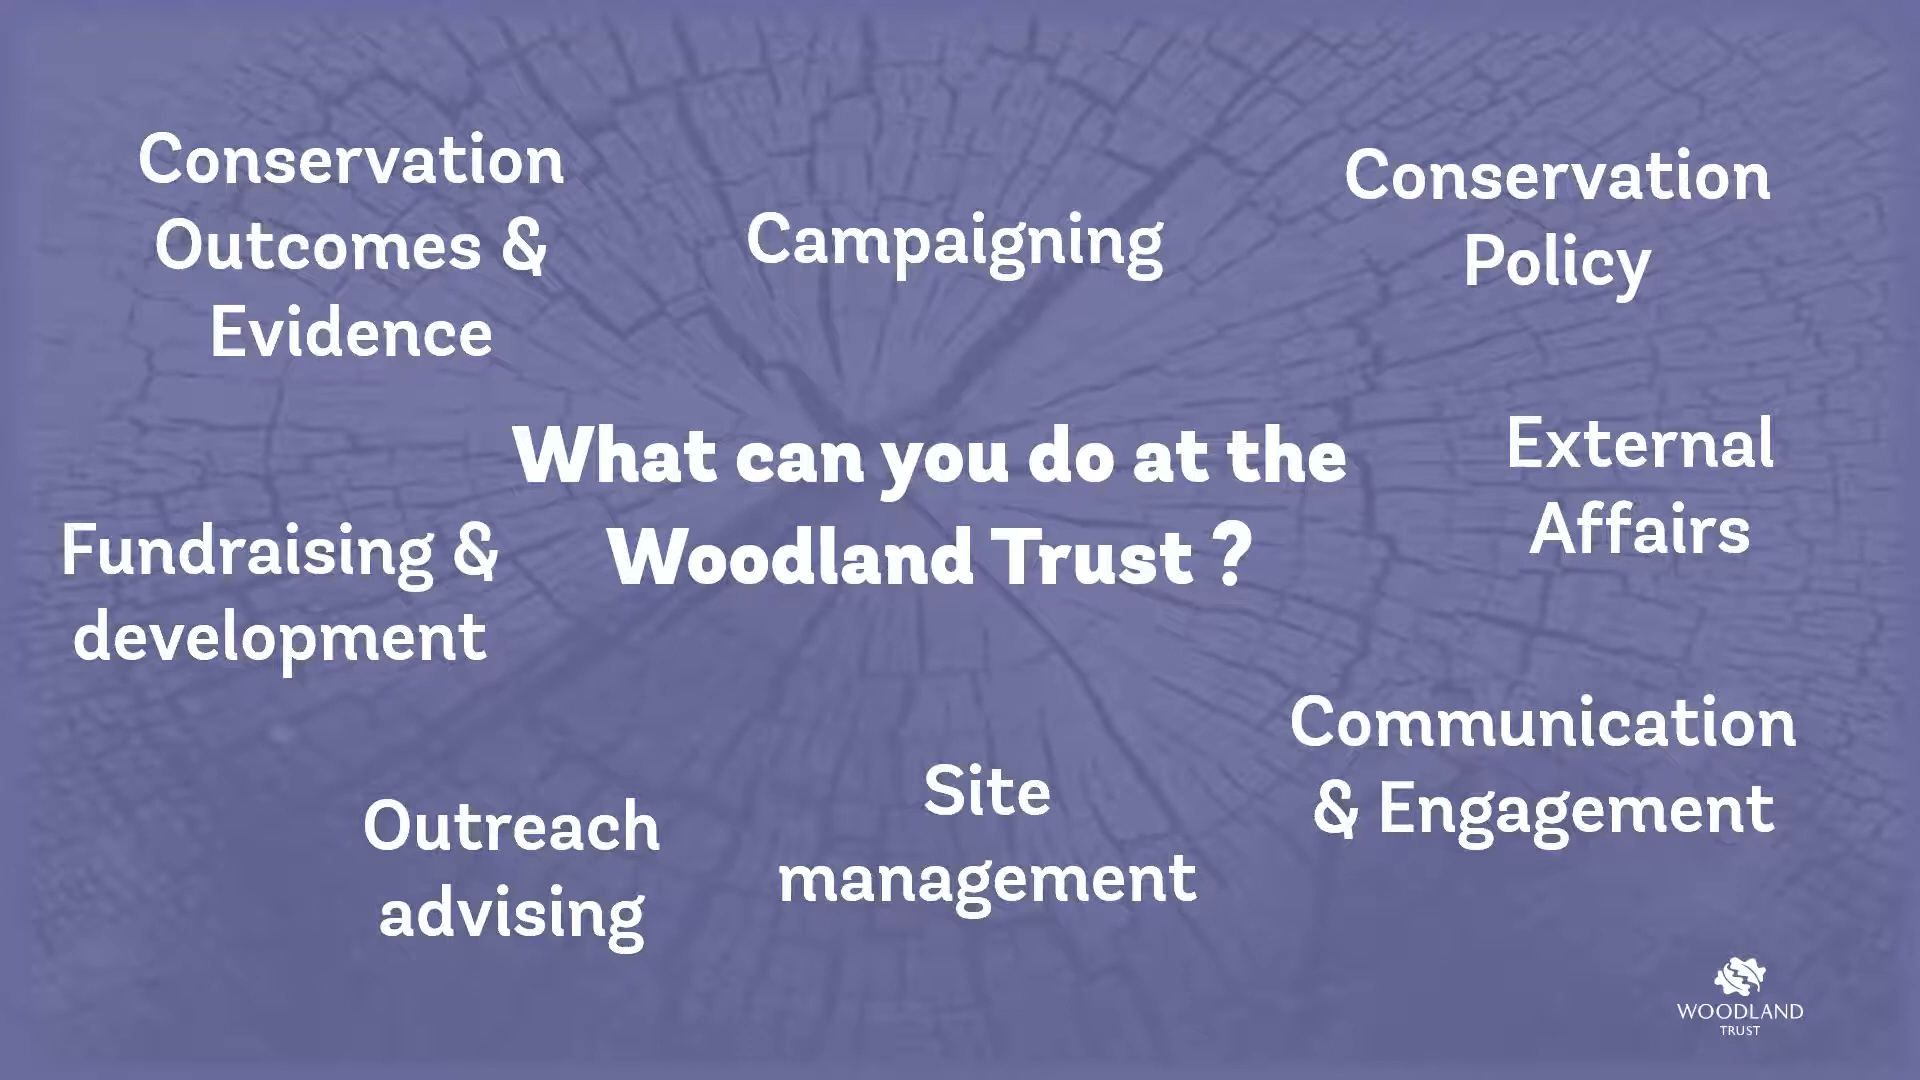 Conservation
Outcomes &
Evidence
Campaigning
Conservation
Policy
What can you do at the
Woodland Trust ?
External
Affairs
Fundraising &
development
Communication
& Engagement
Outreach
advising
Site
management
WOODLAND
TRUST